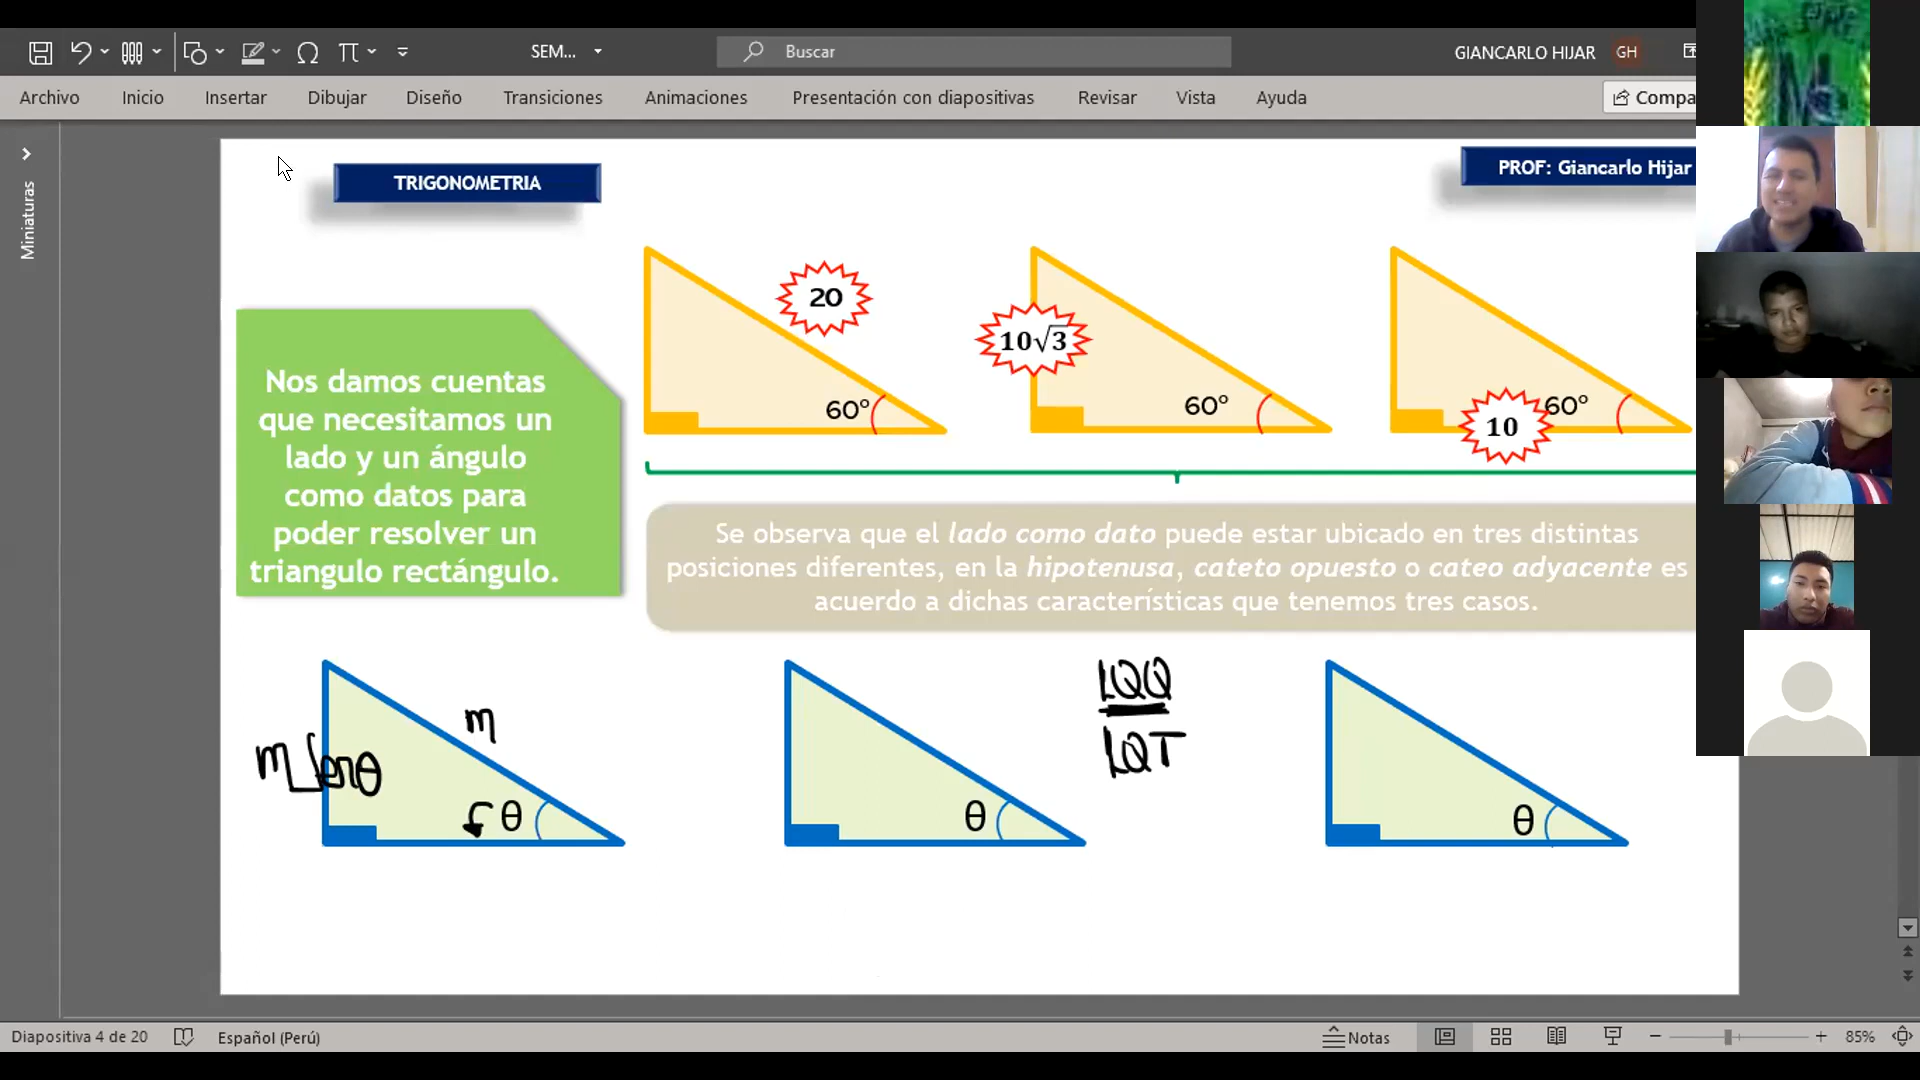 SEM...
Buscar
GIANCARLO HIJAR
GH
Archivo
Inicio
Insertar
Dibujar
Diseño
Transiciones
Animaciones
Presentación con diapositivas
Revisar
Vista
Ayuda
Compa
Miniaturas
TRIGONOMETRIA
PROF: Giancarlo Hijar
20
60°
10√3
60°
10
60°
Nos damos cuentas
que necesitamos un
lado y un ángulo
como datos para
poder resolver un
triangulo rectángulo.
Se observa que el lado como dato puede estar ubicado en tres distintas
posiciones diferentes, en la hipotenusa, cateto opuesto o cateo adyacente es
acuerdo a dichas características que tenemos tres casos.
m
m Senθ
θ
LQQ
LQT
θ
θ
Diapositiva 4 de 20
Español (Perú)
Notas
85%